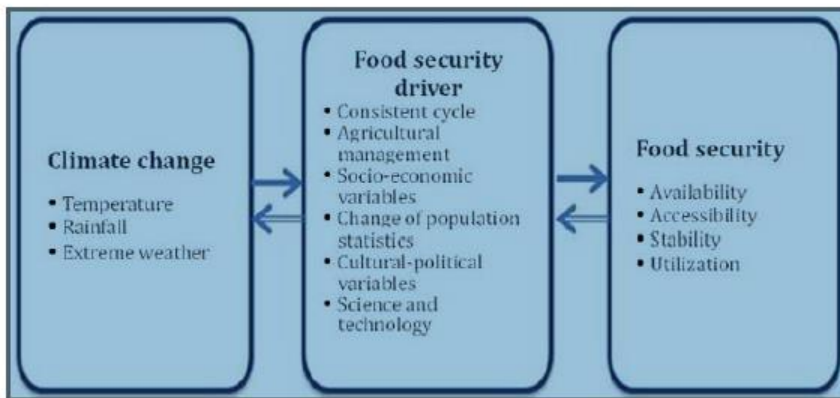 Climate change
• Temperature
• Rainfall
• Extreme weather
Food security
driver
• Consistent cycle
• Agricultural
management
• Socio-economic
variables
• Change of population
statistics
• Cultural-political
variables
• Science and
technology
Food security
• Availability
• Accessibility
• Stability
• Utilization